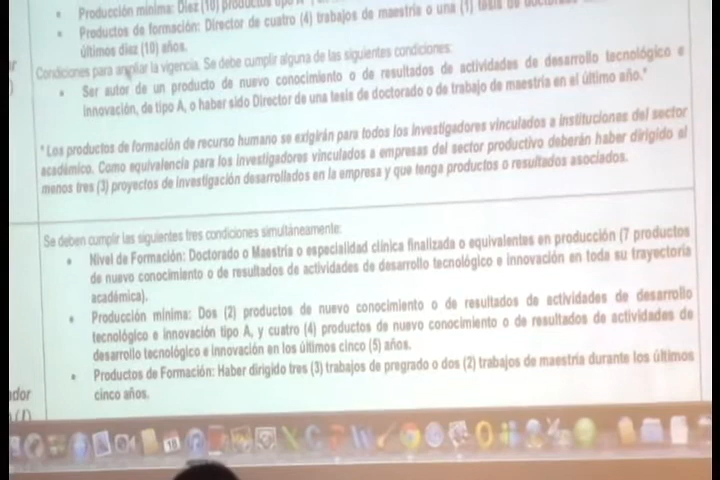 • Producción mínima: Diez (10) productos tipo A
• Productos de formación: Director de cuatro (4) trabajos de maestría o una (1) tesis de
últimos diez (10) años.
Condiciones para ampliar la vigencia. Se debe cumplir alguna de las siguientes condiciones:
• Ser autor de un producto de nuevo conocimiento o de resultados de actividades de desarrollo tecnológico e
innovación, de tipo A, o haber sido Director de una tesis de doctorado o de trabajo de maestría en el último año.*
* Los productos de formación de recurso humano se exigirán para todos los investigadores vinculados a instituciones del sector
académico. Como equivalencia para los investigadores vinculados a empresas del sector productivo deberán haber dirigido al
menos tres (3) proyectos de investigación desarrollados en la empresa y que tenga productos o resultados asociados.
Se deben cumplir las siguientes tres condiciones simultáneamente:
• Nivel de Formación: Doctorado o Maestría o especialidad clínica finalizada o equivalentes en producción (7 productos
de nuevo conocimiento o de resultados de actividades de desarrollo tecnológico e innovación en toda su trayectoria
académica).
• Producción mínima: Dos (2) productos de nuevo conocimiento o de resultados de actividades de desarrollo
tecnológico e innovación tipo A, y cuatro (4) productos de nuevo conocimiento o de resultados de actividades de
desarrollo tecnológico e innovación en los últimos cinco (5) años.
• Productos de Formación: Haber dirigido tres (3) trabajos de pregrado o dos (2) trabajos de maestría durante los últimos
cinco años.
ador
(I)
18